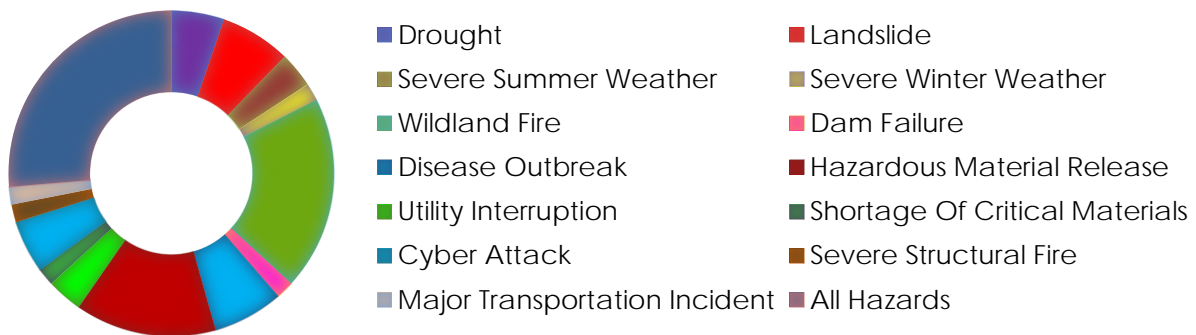 Drought Landslide
Severe Summer Weather Severe Winter Weather
Wildland Fire Dam Failure
Disease Outbreak Hazardous Material Release
Utility Interruption Shortage Of Critical Materials
Cyber Attack Severe Structural Fire
Major Transportation Incident All Hazards